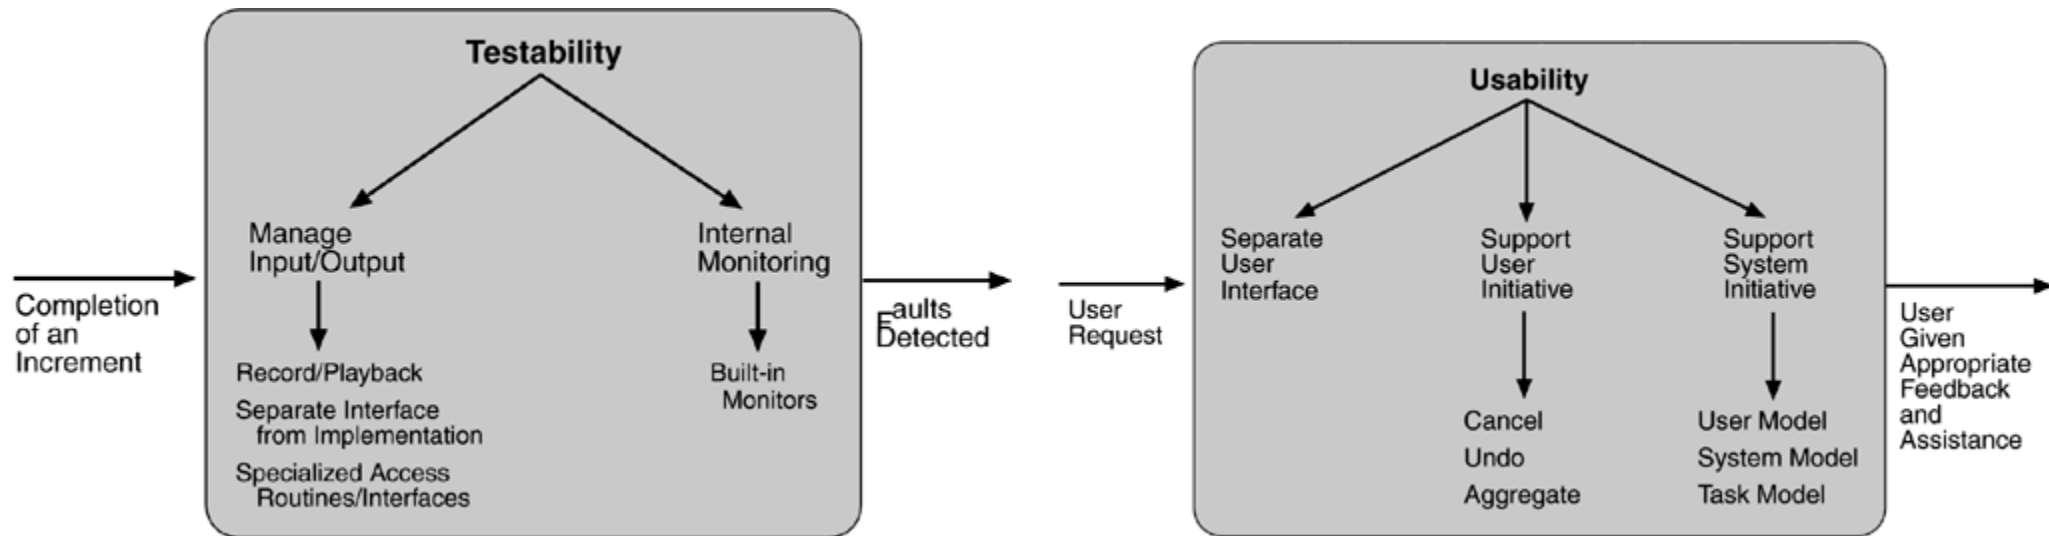 Testability
Manage
Input/Output
Internal
Monitoring
Completion
of an
Increment
Record/Playback
Separate Interface
from Implementation
Specialized Access
Routines/Interfaces
Built-in
Monitors
Faults
Detected
Usability
User
Request
Separate
User
Interface
Support
User
Initiative
Support
System
Initiative
Cancel
Undo
Aggregate
User Model
System Model
Task Model
User
Given
Appropriate
Feedback
and
Assistance